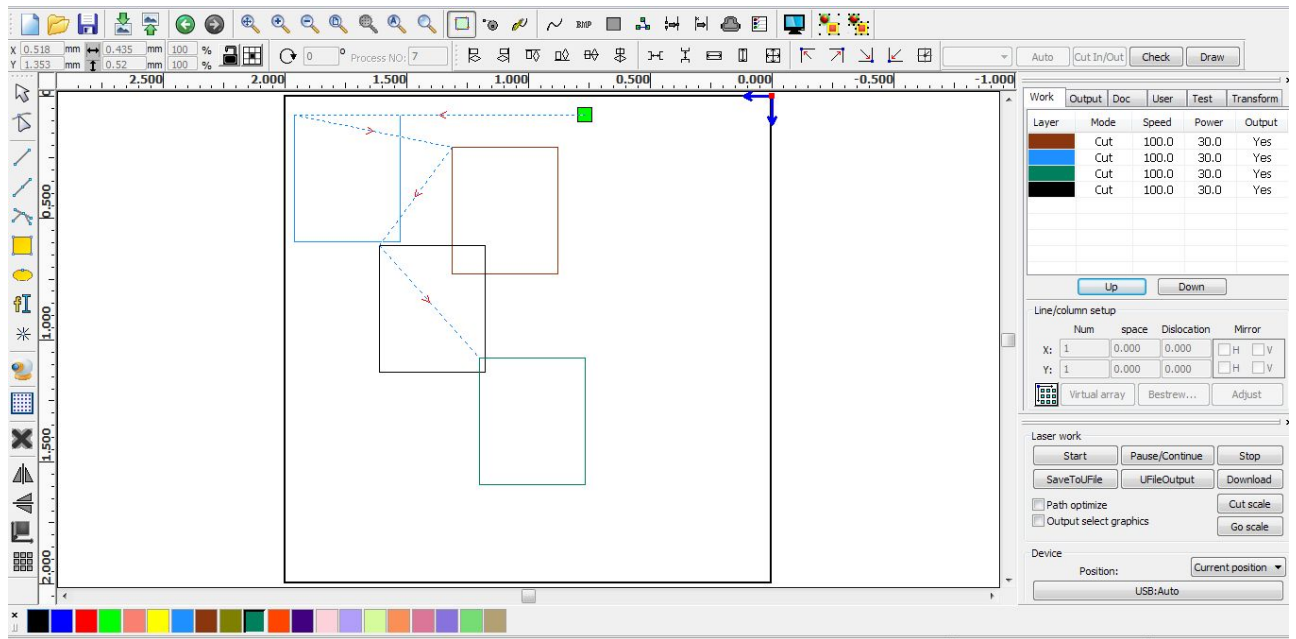 BMP
X 0.518 mm 0.435 mm 100 % 0 ° Process NO: 7 Auto Cut In/Out Check Draw
Y 1.353 mm 0.52 mm 100 %
2.500 2.000 1.500 1.000 0.500 0.000 -0.500 -1.000
0.500
1.000
1.500
2.000
Work Output Doc User Test Transform
Layer Mode Speed Power Output
Cut 100.0 30.0 Yes
Cut 100.0 30.0 Yes
Cut 100.0 30.0 Yes
Cut 100.0 30.0 Yes
Up Down
Line/column setup
Num space Dislocation Mirror
X: 1 0.000 0.000 H V
Y: 1 0.000 0.000 H V
Virtual array Bestrew... Adjust
Laser work
Start Pause/Continue Stop
SaveToUFile UFileOutput Download
Path optimize Cut scale
Output select graphics Go scale
Device
Position: Current position
USB:Auto